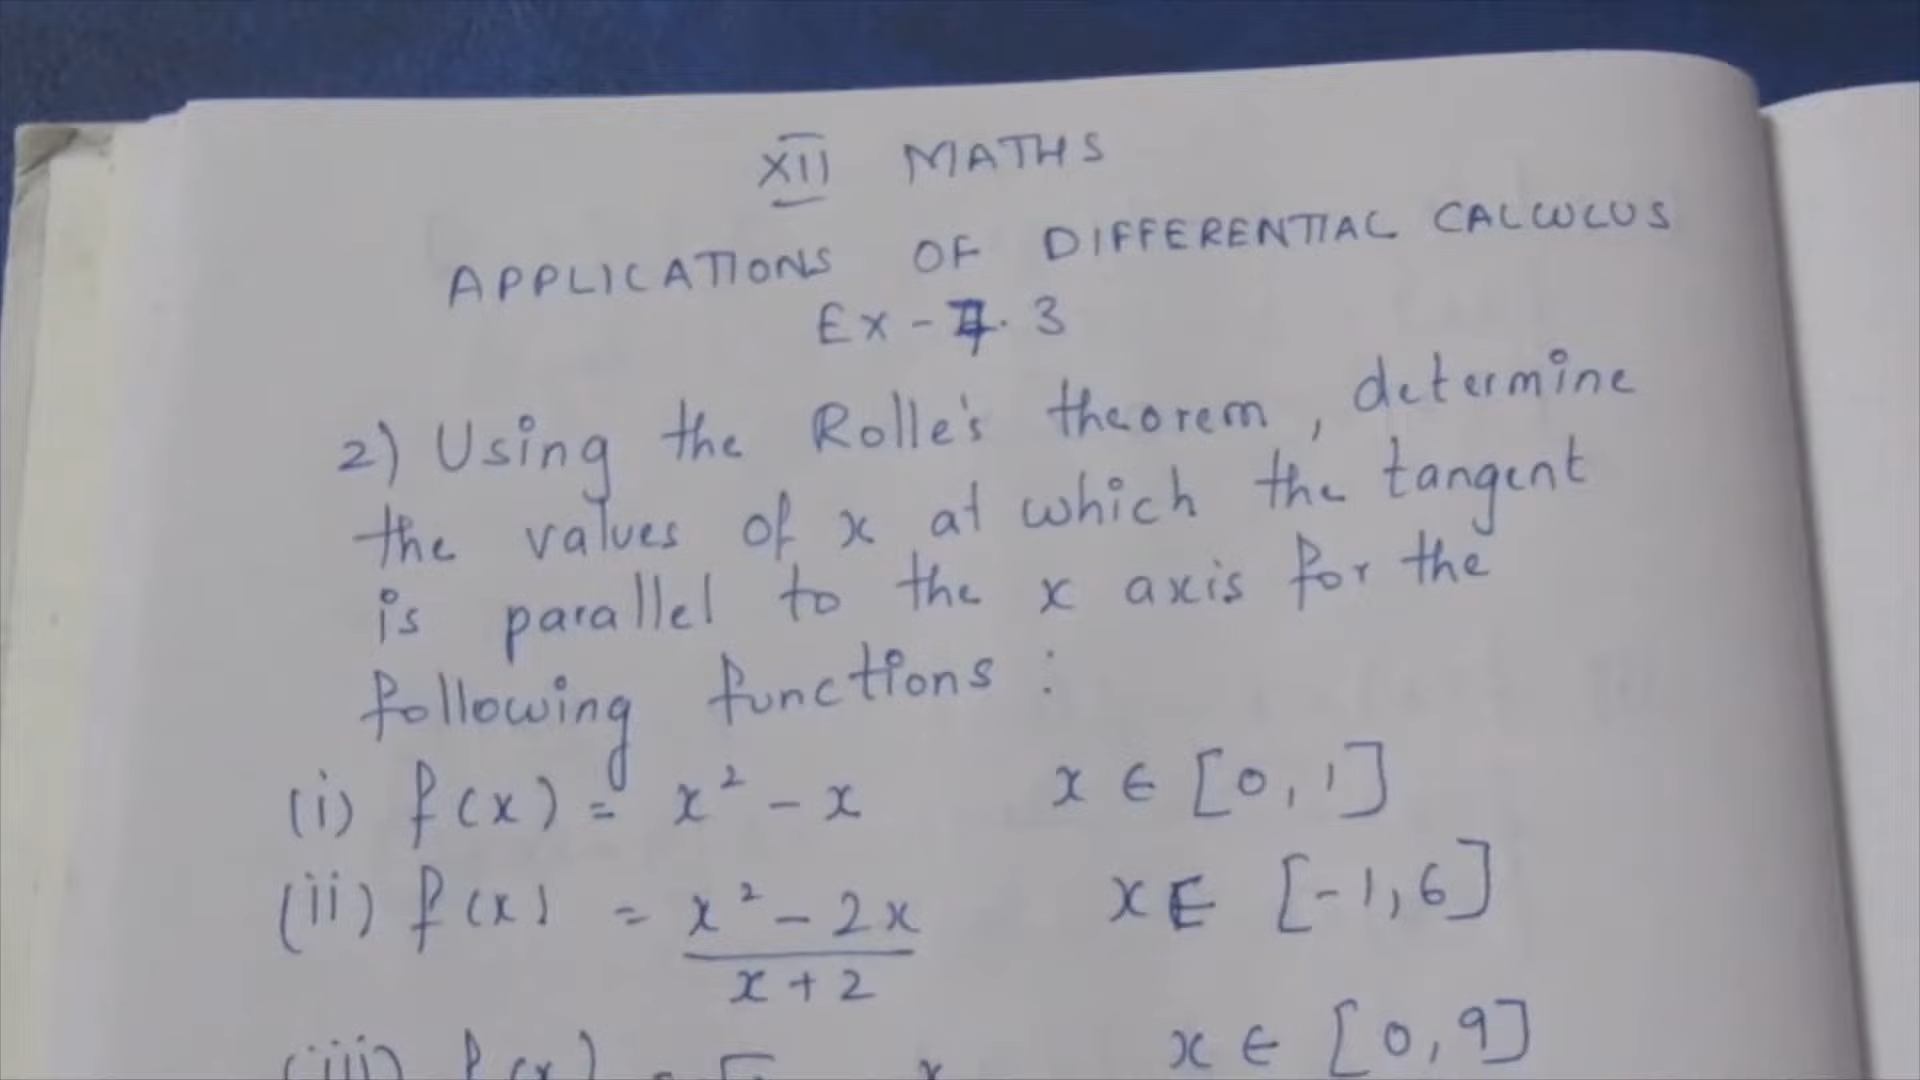 XII MATHS
APPLICATIONS OF DIFFERENTIAL CALCULUS
Ex - 7.3
2) Using the Rolle's theorem, determine
the values of x at which the tangent
is parallel to the x axis for the
following functions :
(i) f(x) = x² - x x ∈ [0, 1]
(ii) f(x) = x² - 2x x ∈ [-1, 6]
x + 2
(iii) f(x) = √ x x ∈ [0, 9]